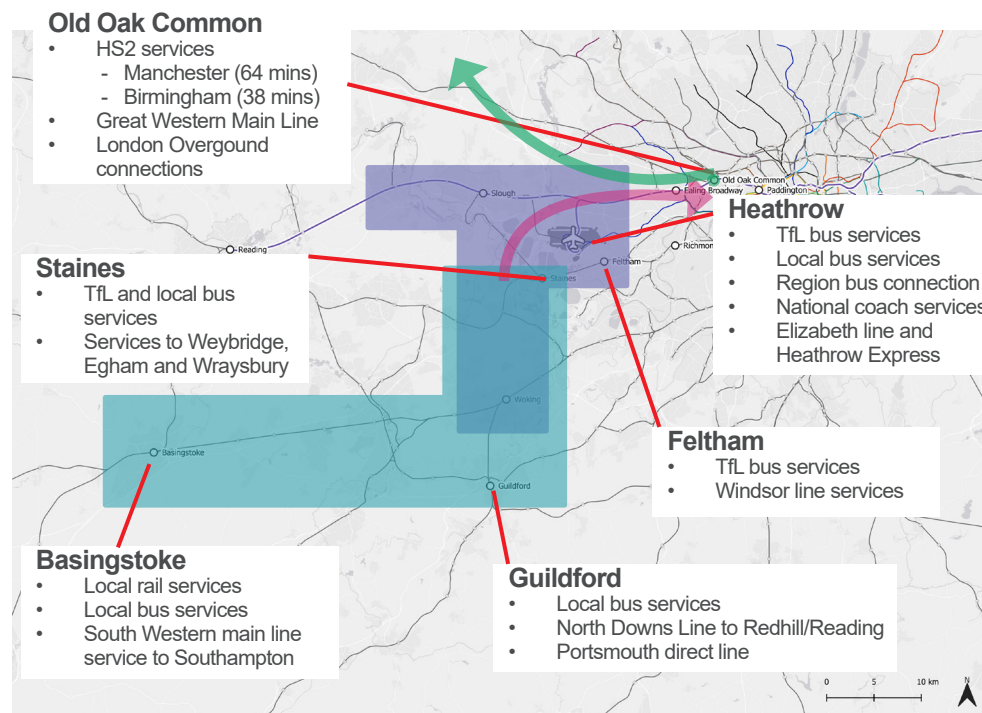 Old Oak Common
• HS2 services
- Manchester (64 mins)
- Birmingham (38 mins)
• Great Western Main Line
• London Overgound
connections
Slough
Old Oak Common
Ealing Broadway
Paddington
Reading
Richmon
Feltham
Staines
Heathrow
• TfL bus services
• Local bus services
• Region bus connection
• National coach services
• Elizabeth line and
Heathrow Express
Staines
• TfL and local bus
services
• Services to Weybridge,
Egham and Wraysbury
Woking
Basingstoke
Guildford
Feltham
• TfL bus services
• Windsor line services
Basingstoke
• Local rail services
• Local bus services
• South Western main line
service to Southampton
Guildford
• Local bus services
• North Downs Line to Redhill/Reading
• Portsmouth direct line
0 5 10 km
N